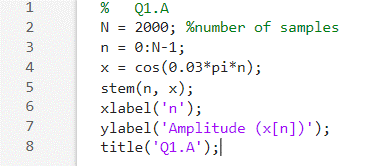 1 % Q1.A
2 N = 2000; %number of samples
3 n = 0:N-1;
4 x = cos(0.03*pi*n);
5 stem(n, x);
6 xlabel('n');
7 ylabel('Amplitude (x[n])');
8 title('Q1.A');